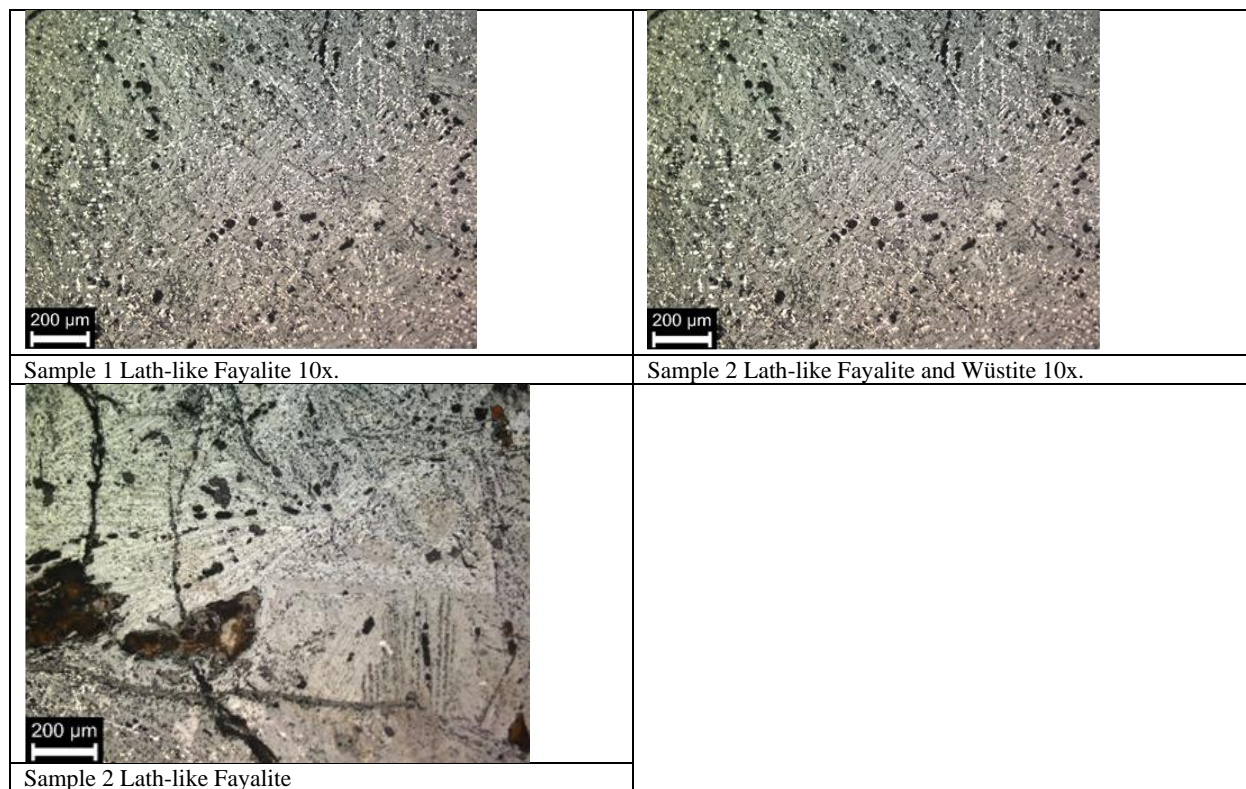 200 µm
200 µm
Sample 1 Lath-like Fayalite 10x.
Sample 2 Lath-like Fayalite and Wüstite 10x.
200 µm
Sample 2 Lath-like Fayalite